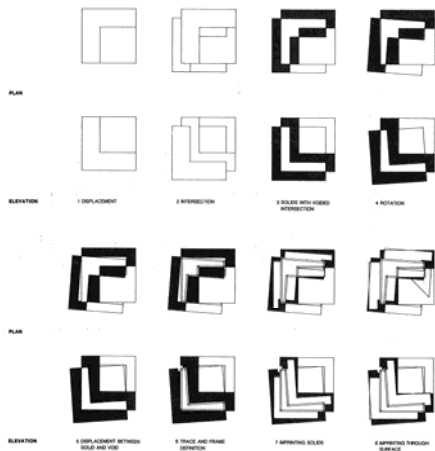 PLAN
ELEVATION 1 DISPLACEMENT 2 INTERSECTION 3 SOLIDS WITH VOIDED 4 ROTATION
INTERSECTION
PLAN
ELEVATION 5 DISPLACEMENT BETWEEN 6 TRACE AND FRAME 7 IMPRINTING SOLIDS 8 IMPRINTING THROUGH
SOLID AND VOID DEFINITION SURFACE